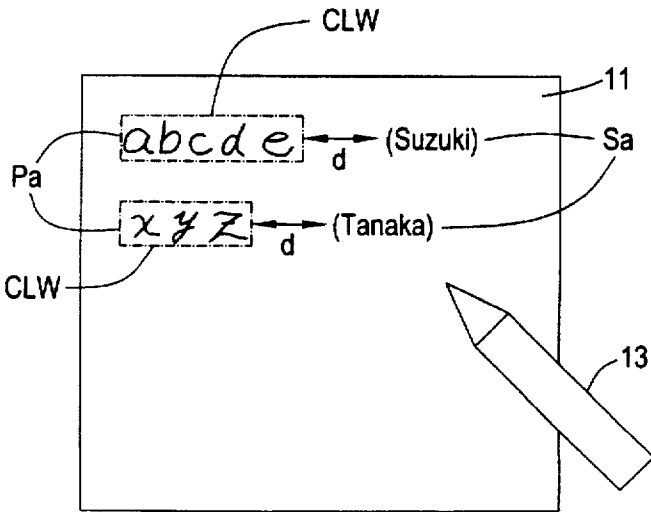 CLW
11
abcde d (Suzuki) Sa
Pa
xyz d (Tanaka)
CLW
13